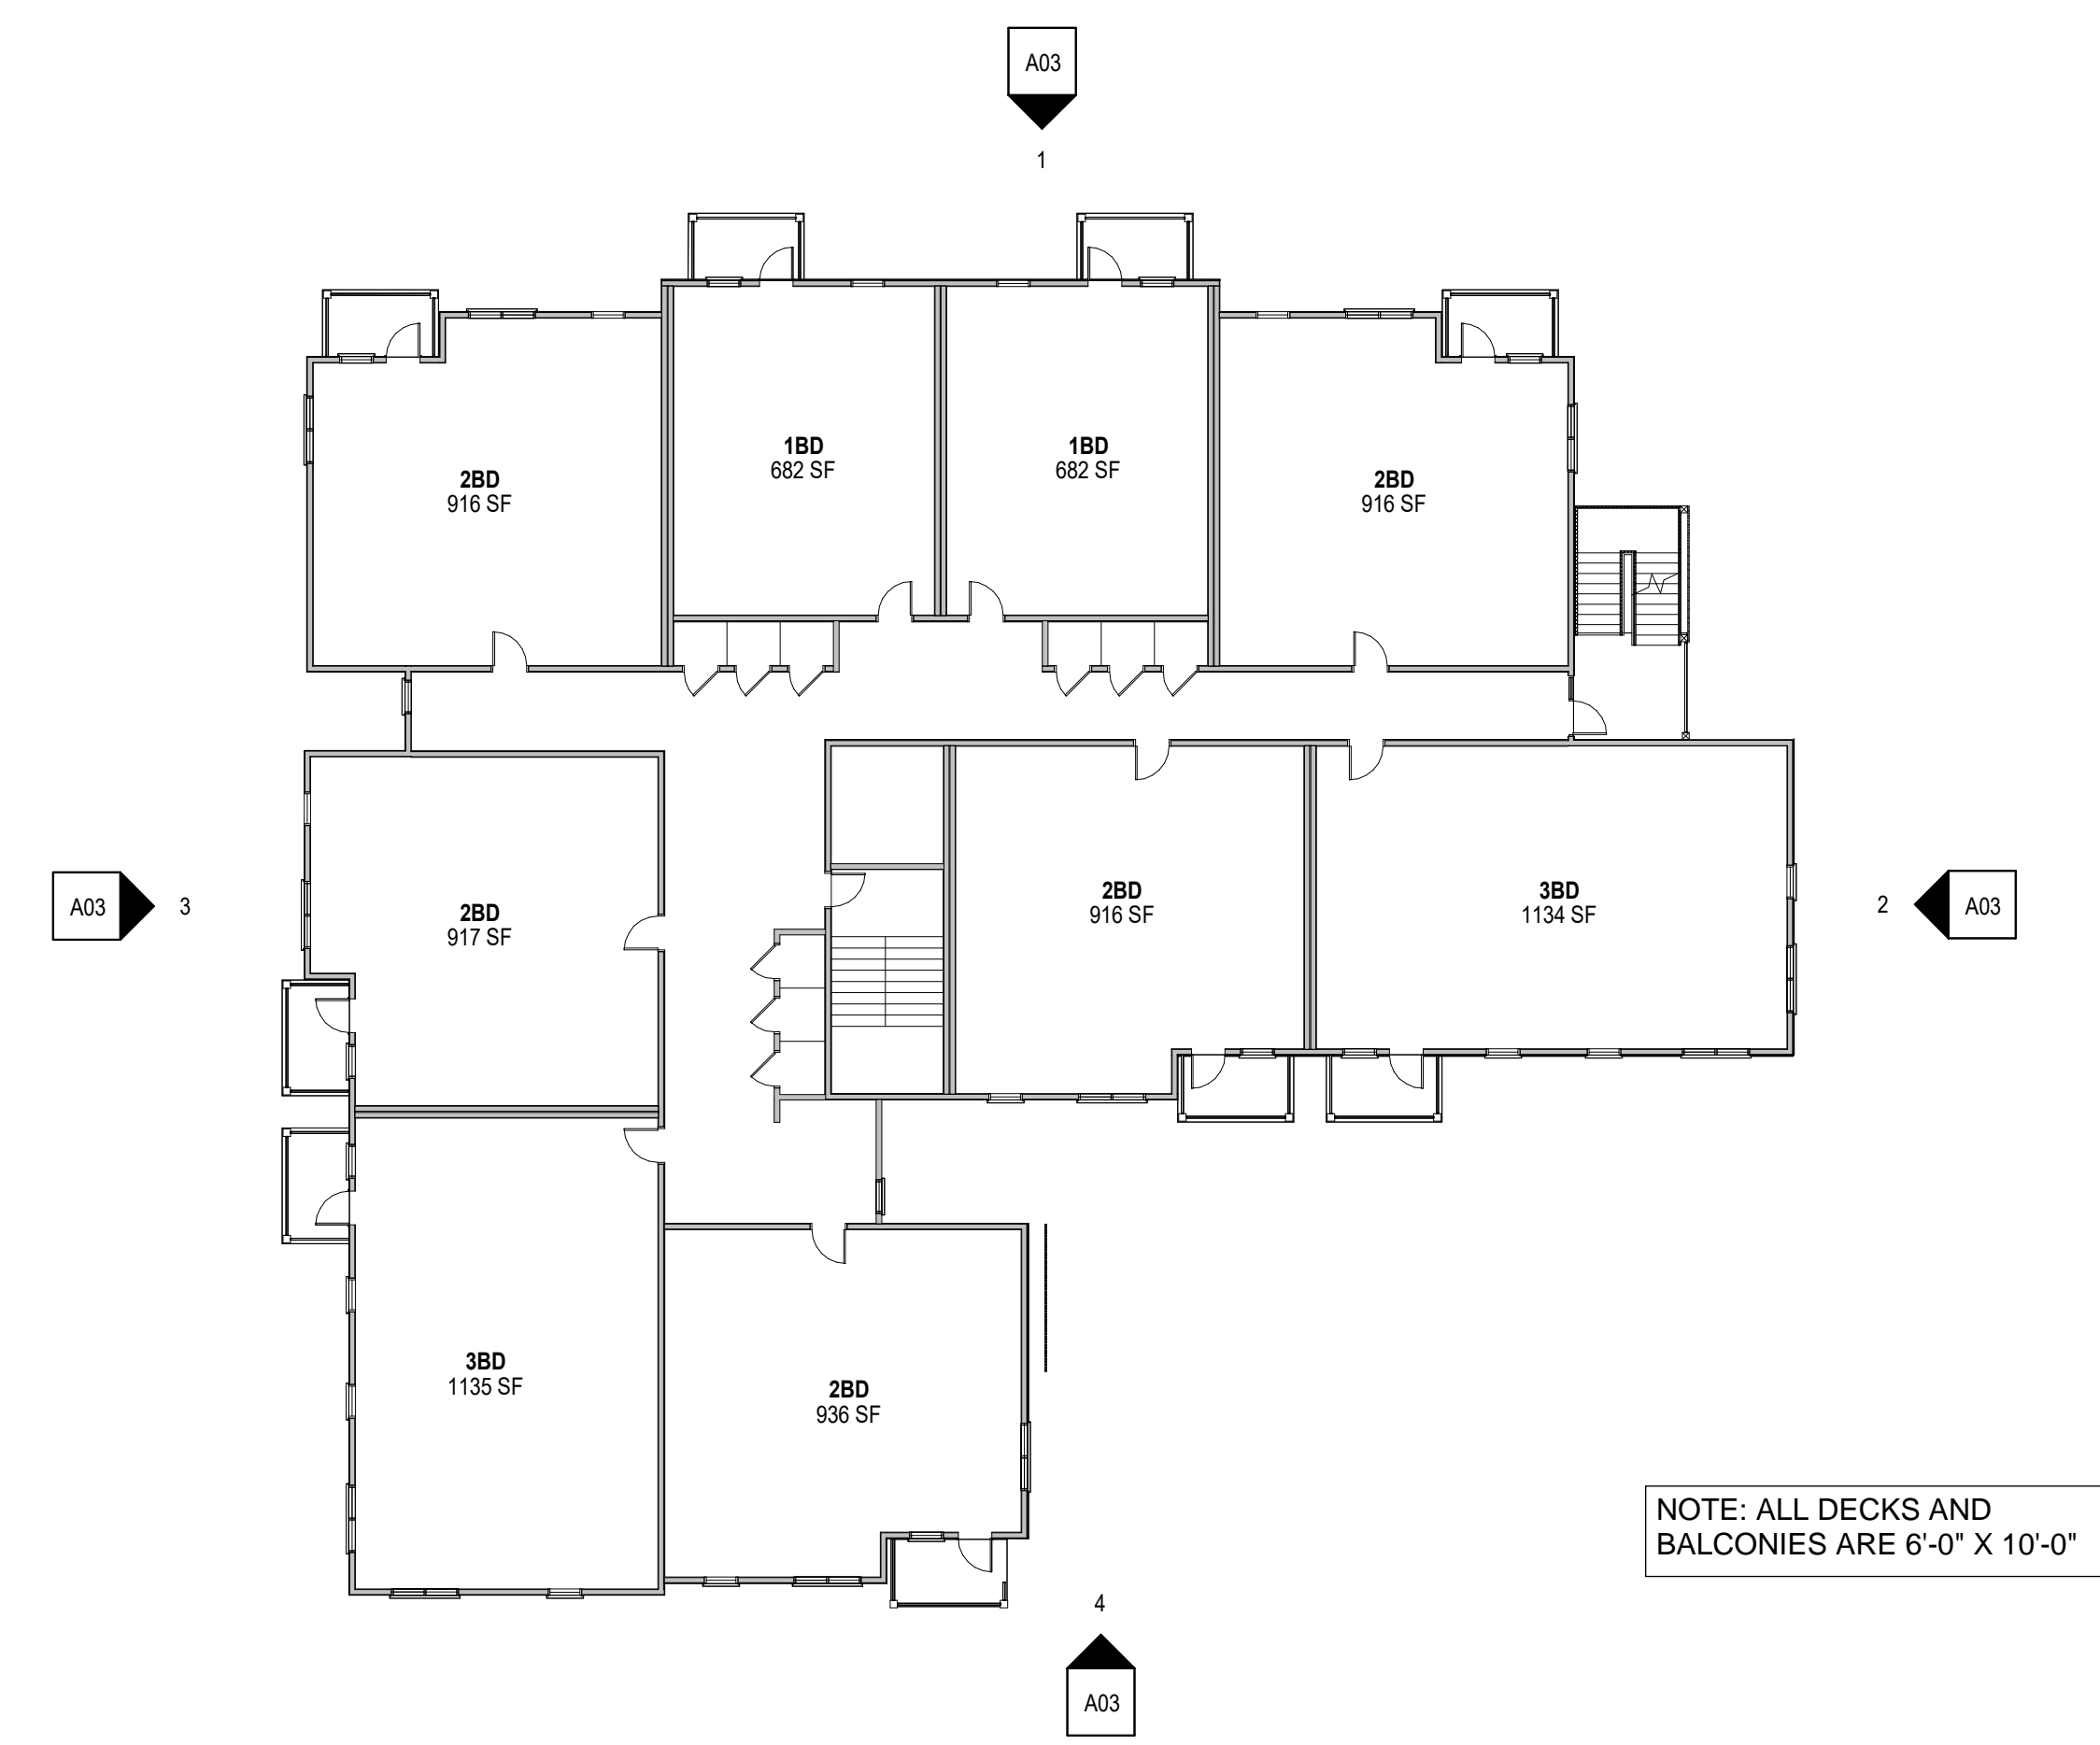 A03
1
1BD
682 SF
1BD
682 SF
2BD
916 SF
2BD
916 SF
A03
3
2BD
917 SF
2BD
916 SF
3BD
1134 SF
2
A03
3BD
1135 SF
2BD
936 SF
NOTE: ALL DECKS AND
BALCONIES ARE 6'-0" X 10'-0"
4
A03